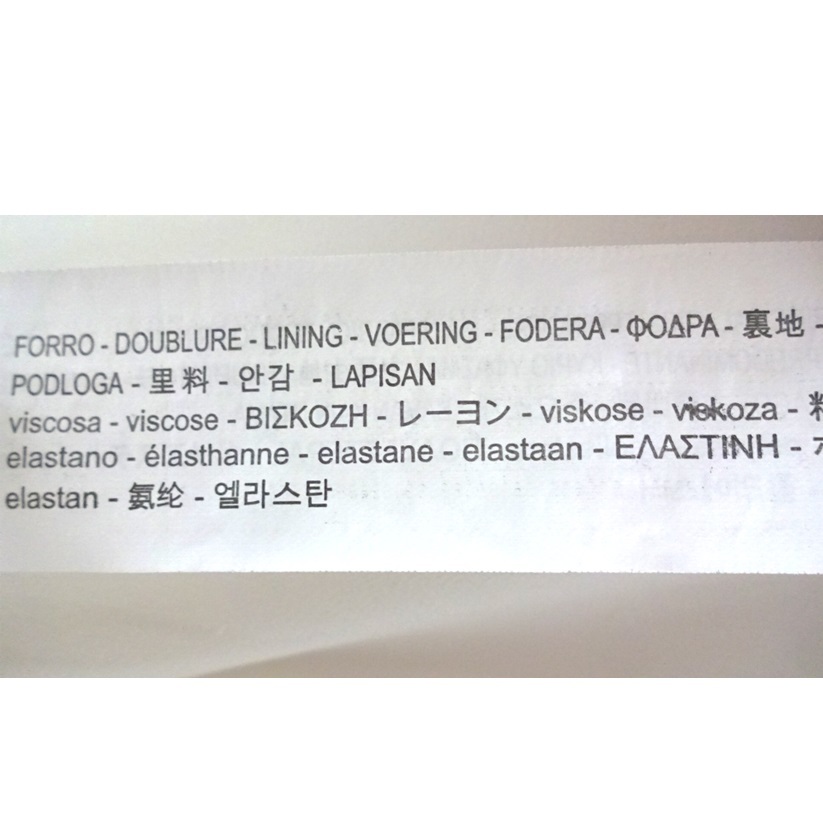 FORRO - DOUBLURE - LINING - VOERING - FODERA - ΦΟΔΡΑ - 裏地 -
PODLOGA - 里料 - 안감 - LAPISAN
viscosa - viscose - ΒΙΣΚΟΖΗ - レーヨン - viskose - viskoza -
elastano - élasthanne - elastane - elastaan - ΕΛΑΣΤΙΝΗ -
elastan - 氨纶 - 엘라스탄